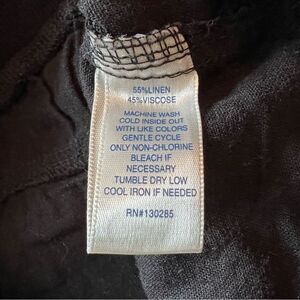 55%LINEN
45%VISCOSE
MACHINE WASH
COLD INSIDE OUT
WITH LIKE COLORS
GENTLE CYCLE
ONLY NON-CHLORINE
BLEACH IF
NECESSARY
TUMBLE DRY LOW
COOL IRON IF NEEDED
RN#130285